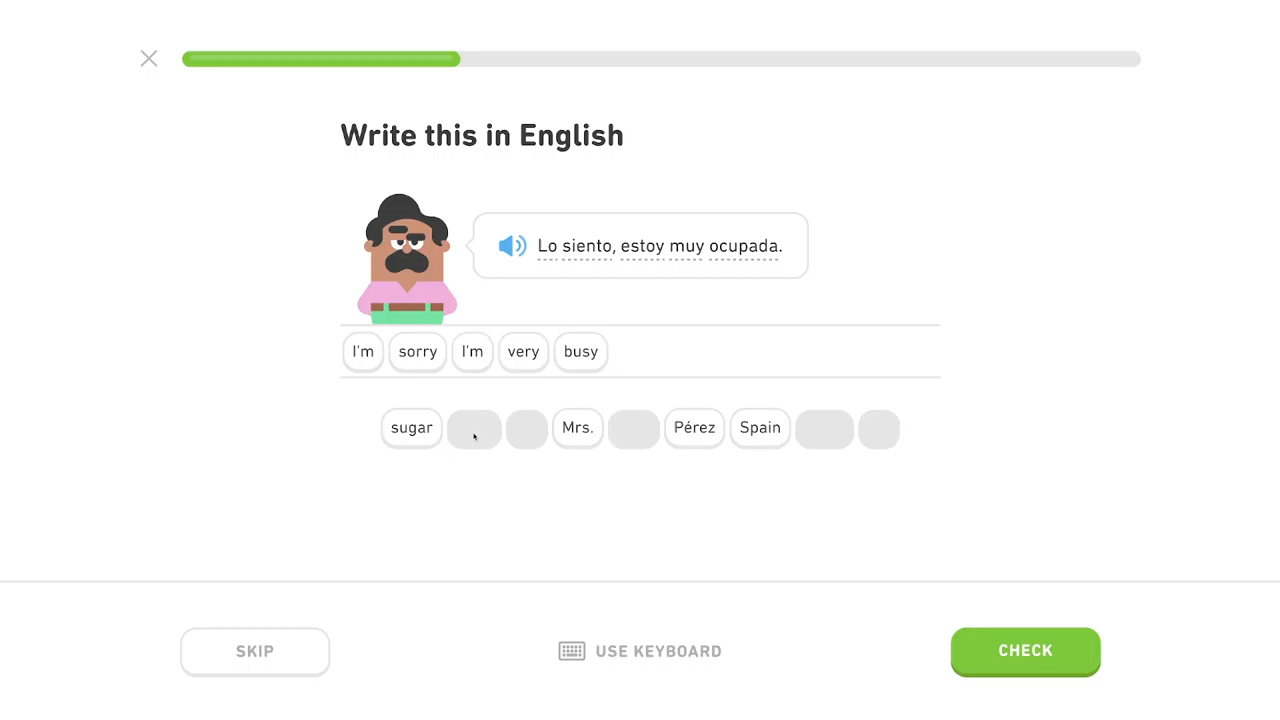 Write this in English
Lo siento, estoy muy ocupada.
I'm sorry I'm very busy
sugar Mrs. Pérez Spain
SKIP USE KEYBOARD CHECK